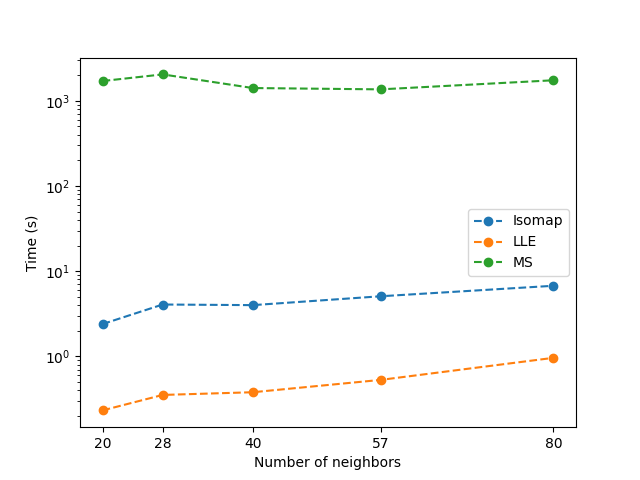 10³
10²
10¹
10⁰
Time (s)
Isomap
LLE
MS
20 28 40 57 80
Number of neighbors